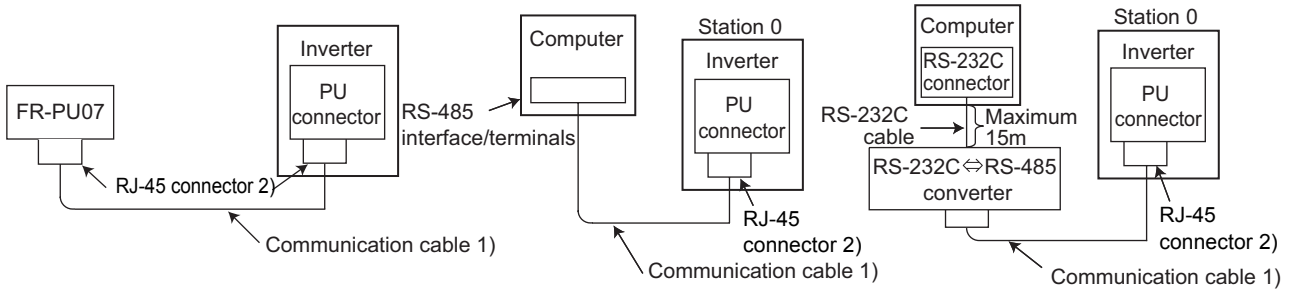 FR-PU07
Inverter
PU
connector
RJ-45 connector 2)
Communication cable 1)
Computer
RS-485
interface/terminals
Station 0
Inverter
PU
connector
RJ-45
connector 2)
Communication cable 1)
Computer
RS-232C
connector
RS-232C
cable
Maximum
15m
RS-232C⇔RS-485
converter
Station 0
Inverter
PU
connector
RJ-45
connector 2)
Communication cable 1)